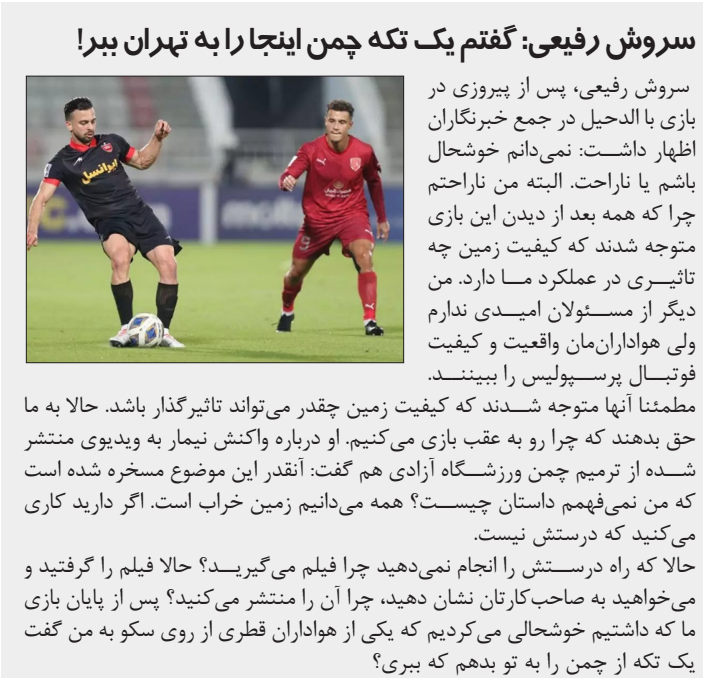 سروش رفیعی: گفتم یک تکه چمن اینجا را به تهران ببر!
سروش رفیعی، پس از پیروزی در
بازی با الدحیل در جمع خبرنگاران
اظهار داشت: نمی‌دانم خوشحال
باشم یا ناراحت. البته من ناراحتم
چرا که همه بعد از دیدن این بازی
متوجه شدند که کیفیت زمین چه
تاثیری در عملکرد ما دارد. من
دیگر از مسئولان امیدی ندارم
ولی هواداران‌مان واقعیت و کیفیت
فوتبال پرسپولیس را ببینند.
مطمئنا آنها متوجه شدند که کیفیت زمین چقدر می‌تواند تاثیرگذار باشد. حالا به ما
حق بدهند که چرا رو به عقب بازی می‌کنیم. او درباره واکنش نیمار به ویدیوی منتشر
شده از ترمیم چمن ورزشگاه آزادی هم گفت: آنقدر این موضوع مسخره شده است
که من نمی‌فهمم داستان چیست؟ همه می‌دانیم زمین خراب است. اگر دارید کاری
می‌کنید که درستش نیست.
حالا که راه درستش را انجام نمی‌دهید چرا فیلم می‌گیرید؟ حالا فیلم را گرفتید و
می‌خواهید به صاحب‌کارتان نشان دهید، چرا آن را منتشر می‌کنید؟ پس از پایان بازی
ما که داشتیم خوشحالی می‌کردیم که یکی از هواداران قطری از روی سکو به من گفت
یک تکه از چمن را به تو بدهم که ببری؟
ایرانسل
9